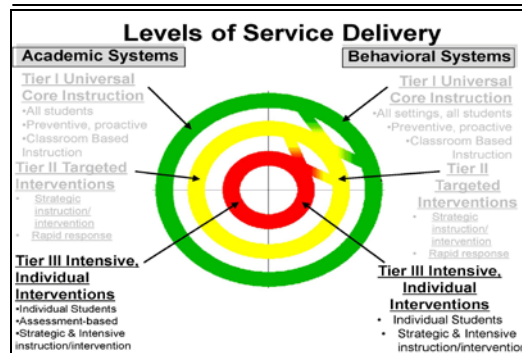 Levels of Service Delivery
Academic Systems
Tier I Universal
Core Instruction
•All students
•Preventive, proactive
•Classroom Based
Instruction
Tier II Targeted
Interventions
• Strategic
instruction/
intervention
• Rapid response
Tier III Intensive,
Individual
Interventions
•Individual Students
•Assessment-based
•Strategic & Intensive
instruction/intervention
Behavioral Systems
Tier I Universal
Core Instruction
•All settings, all students
•Preventive, proactive
•Classroom Based
Instruction
Tier II
Targeted
Interventions
• Strategic
instruction/
intervention
• Rapid response
Tier III Intensive,
Individual
Interventions
• Individual Students
• Strategic & Intensive
instruction/intervention